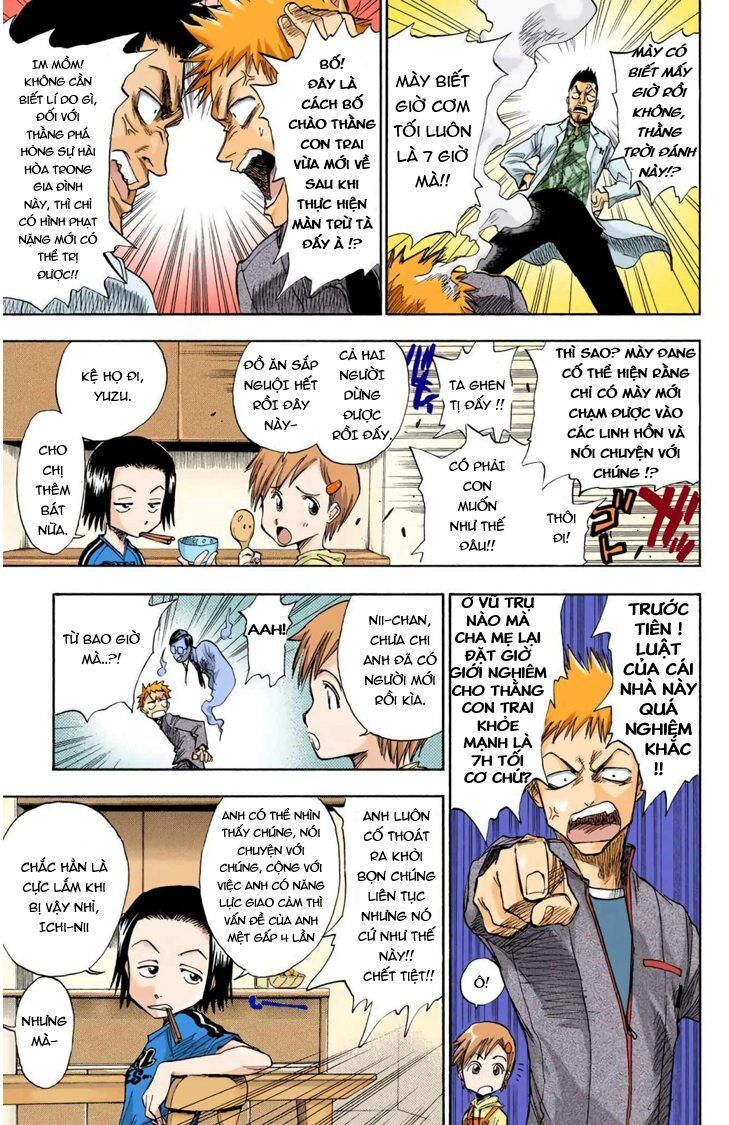 MÀY CÓ
BIẾT MẤY
GIỜ RỒI
KHÔNG,
THẰNG
TRỜI ĐÁNH
NÀY!?
MÀY BIẾT
GIỜ CƠM
TỐI LUÔN
LÀ 7 GIỜ
MÀ!!
BỐ!
ĐÂY LÀ
CÁCH BỐ
CHÀO THẰNG
CON TRAI
VỪA MỚI VỀ
SAU KHI
THỰC HIỆN
MÀN TRỪ TÀ
ĐẤY À !?
IM MỒM!
KHÔNG CẦN
BIẾT LÍ DO GÌ,
ĐỐI VỚI
THẰNG PHÁ
HỎNG SỰ HÀI
HÒA TRONG
GIA ĐÌNH
NÀY, THÌ CHỈ
CÓ HÌNH PHẠT
NẶNG MỚI CÓ
THỂ TRỊ
ĐƯỢC!!
THÌ SAO? MÀY ĐANG
CỐ THỂ HIỆN RẰNG
CHỈ CÓ MÀY MỚI
CHẠM ĐƯỢC VÀO
CÁC LINH HỒN VÀ
NÓI CHUYỆN VỚI
CHÚNG !?
THÔI
ĐI!
ゴゴト
TA GHEN
TỊ ĐẤY !!
CÓ PHẢI
CON
MUỐN
NHƯ THẾ
ĐÂU!!
CẢ HAI
NGƯỜI
DỪNG
ĐƯỢC
RỒI ĐẤY.
ĐỒ ĂN SẮP
NGUỘI HẾT
RỒI ĐÂY
NÀY-
KỆ HỌ ĐI,
YUZU.
CHO
CHỊ
THÊM
BÁT
NỮA.
TRƯỚC
TIÊN !
LUẬT
CỦA CÁI
NHÀ NÀY
QUÁ
NGHIÊM
KHẮC
!!
Ở VŨ TRỤ
NÀO MÀ
CHA MẸ LẠI
ĐẶT GIỜ
GIỚI NGHIÊM
CHO THẰNG
CON TRAI
KHỎE
MẠNH LÀ
7H TỐI
CƠ CHỨ?
Ô!
NII-CHAN,
CHƯA CHI
ANH ĐÃ CÓ
NGƯỜI MỚI
RỒI KÌA.
AAH!
TỪ BAO GIỜ
MÀ..?!
ANH LUÔN
CỐ THOÁT
RA KHỎI
BỌN CHÚNG
LIÊN TỤC
NHƯNG NÓ
CỨ NHƯ THẾ
NÀY!!
CHẾT TIỆT!!
ANH CÓ THỂ NHÌN
THẤY CHÚNG, NÓI
CHUYỆN VỚI
CHÚNG, CỘNG VỚI
VIỆC ANH CÓ NĂNG
LỰC GIAO CẢM THÌ
VẤN ĐỀ CỦA ANH
MỆT GẤP 4 LẦN
CHẮC HẲN LÀ
CỰC LẮM KHI
BỊ VẬY NHỈ,
ICHI-NII
NHƯNG
MÀ-